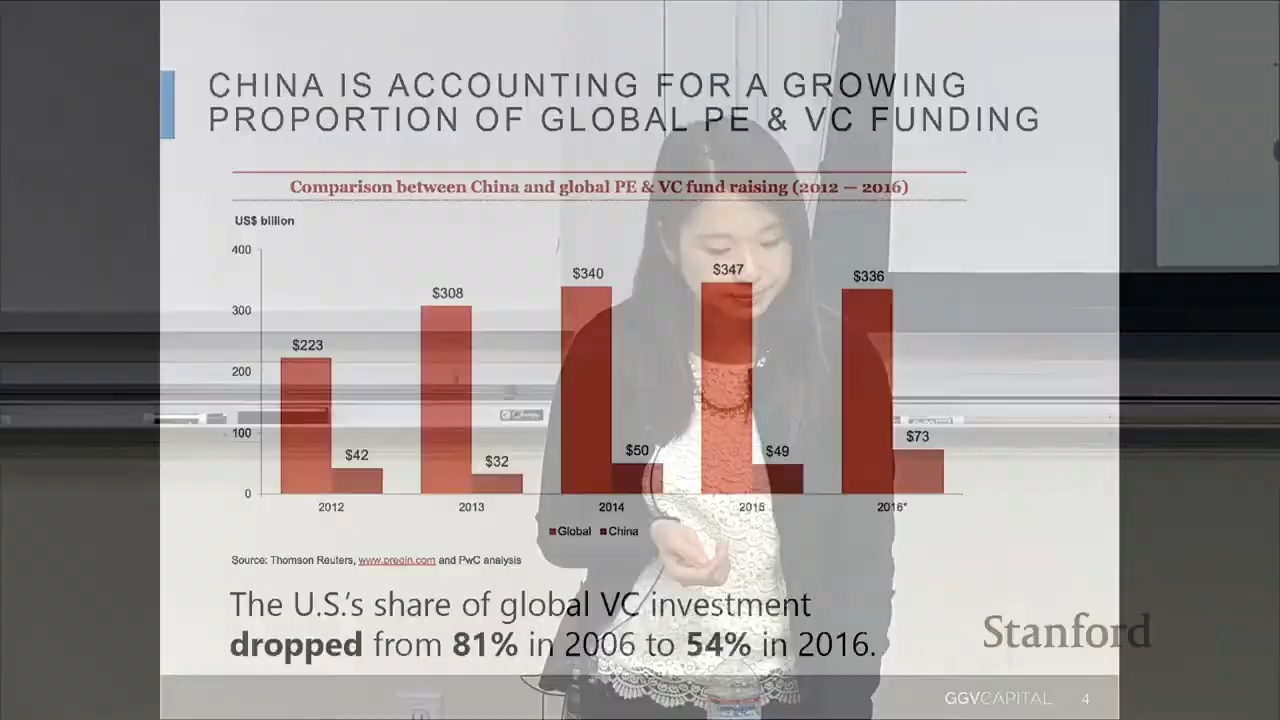 CHINA IS ACCOUNTING FOR A GROWING
PROPORTION OF GLOBAL PE & VC FUNDING
Comparison between China and global PE & VC fund raising (2012 — 2016)
US$ billion
400
300
200
100
0
$223
$42
$308
$32
$340
$50
$347
$49
$336
$73
2012
2013
2014
2015
2016*
Global
China
Source: Thomson Reuters, www.preqin.com and PwC analysis
The U.S.'s share of global VC investment
dropped from 81% in 2006 to 54% in 2016.
Stanford
GGVCAPITAL 4